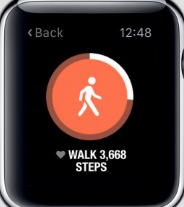 ‹Back 12:48
♥ WALK 3,668
STEPS